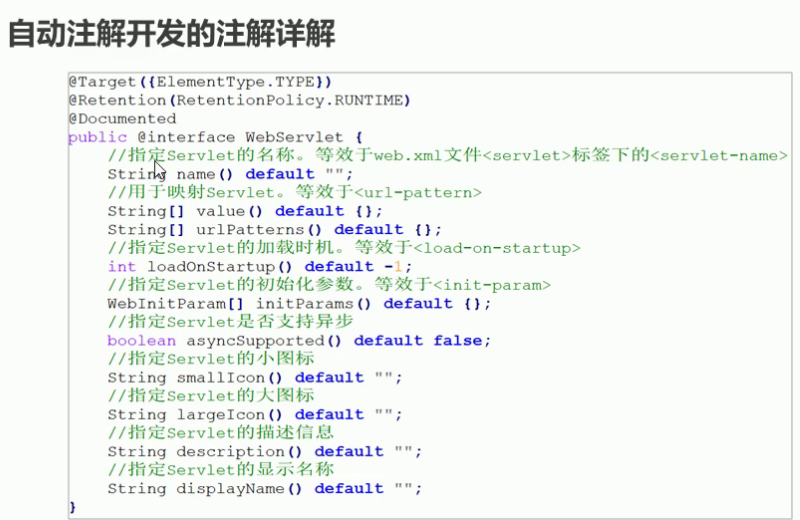 自动注解开发的注解详解
@Target({ElementType.TYPE})
@Retention(RetentionPolicy.RUNTIME)
@Documented
public @interface WebServlet {
    //指定Servlet的名称。等效于web.xml文件<servlet>标签下的<servlet-name>
    String name() default "";
    //用于映射Servlet。等效于<url-pattern>
    String[] value() default {};
    String[] urlPatterns() default {};
    //指定Servlet的加载时机。等效于<load-on-startup>
    int loadOnStartup() default -1;
    //指定Servlet的初始化参数。等效于<init-param>
    WebInitParam[] initParams() default {};
    //指定Servlet是否支持异步
    boolean asyncSupported() default false;
    //指定Servlet的小图标
    String smallIcon() default "";
    //指定Servlet的大图标
    String largeIcon() default "";
    //指定Servlet的描述信息
    String description() default "";
    //指定Servlet的显示名称
    String displayName() default "";
}